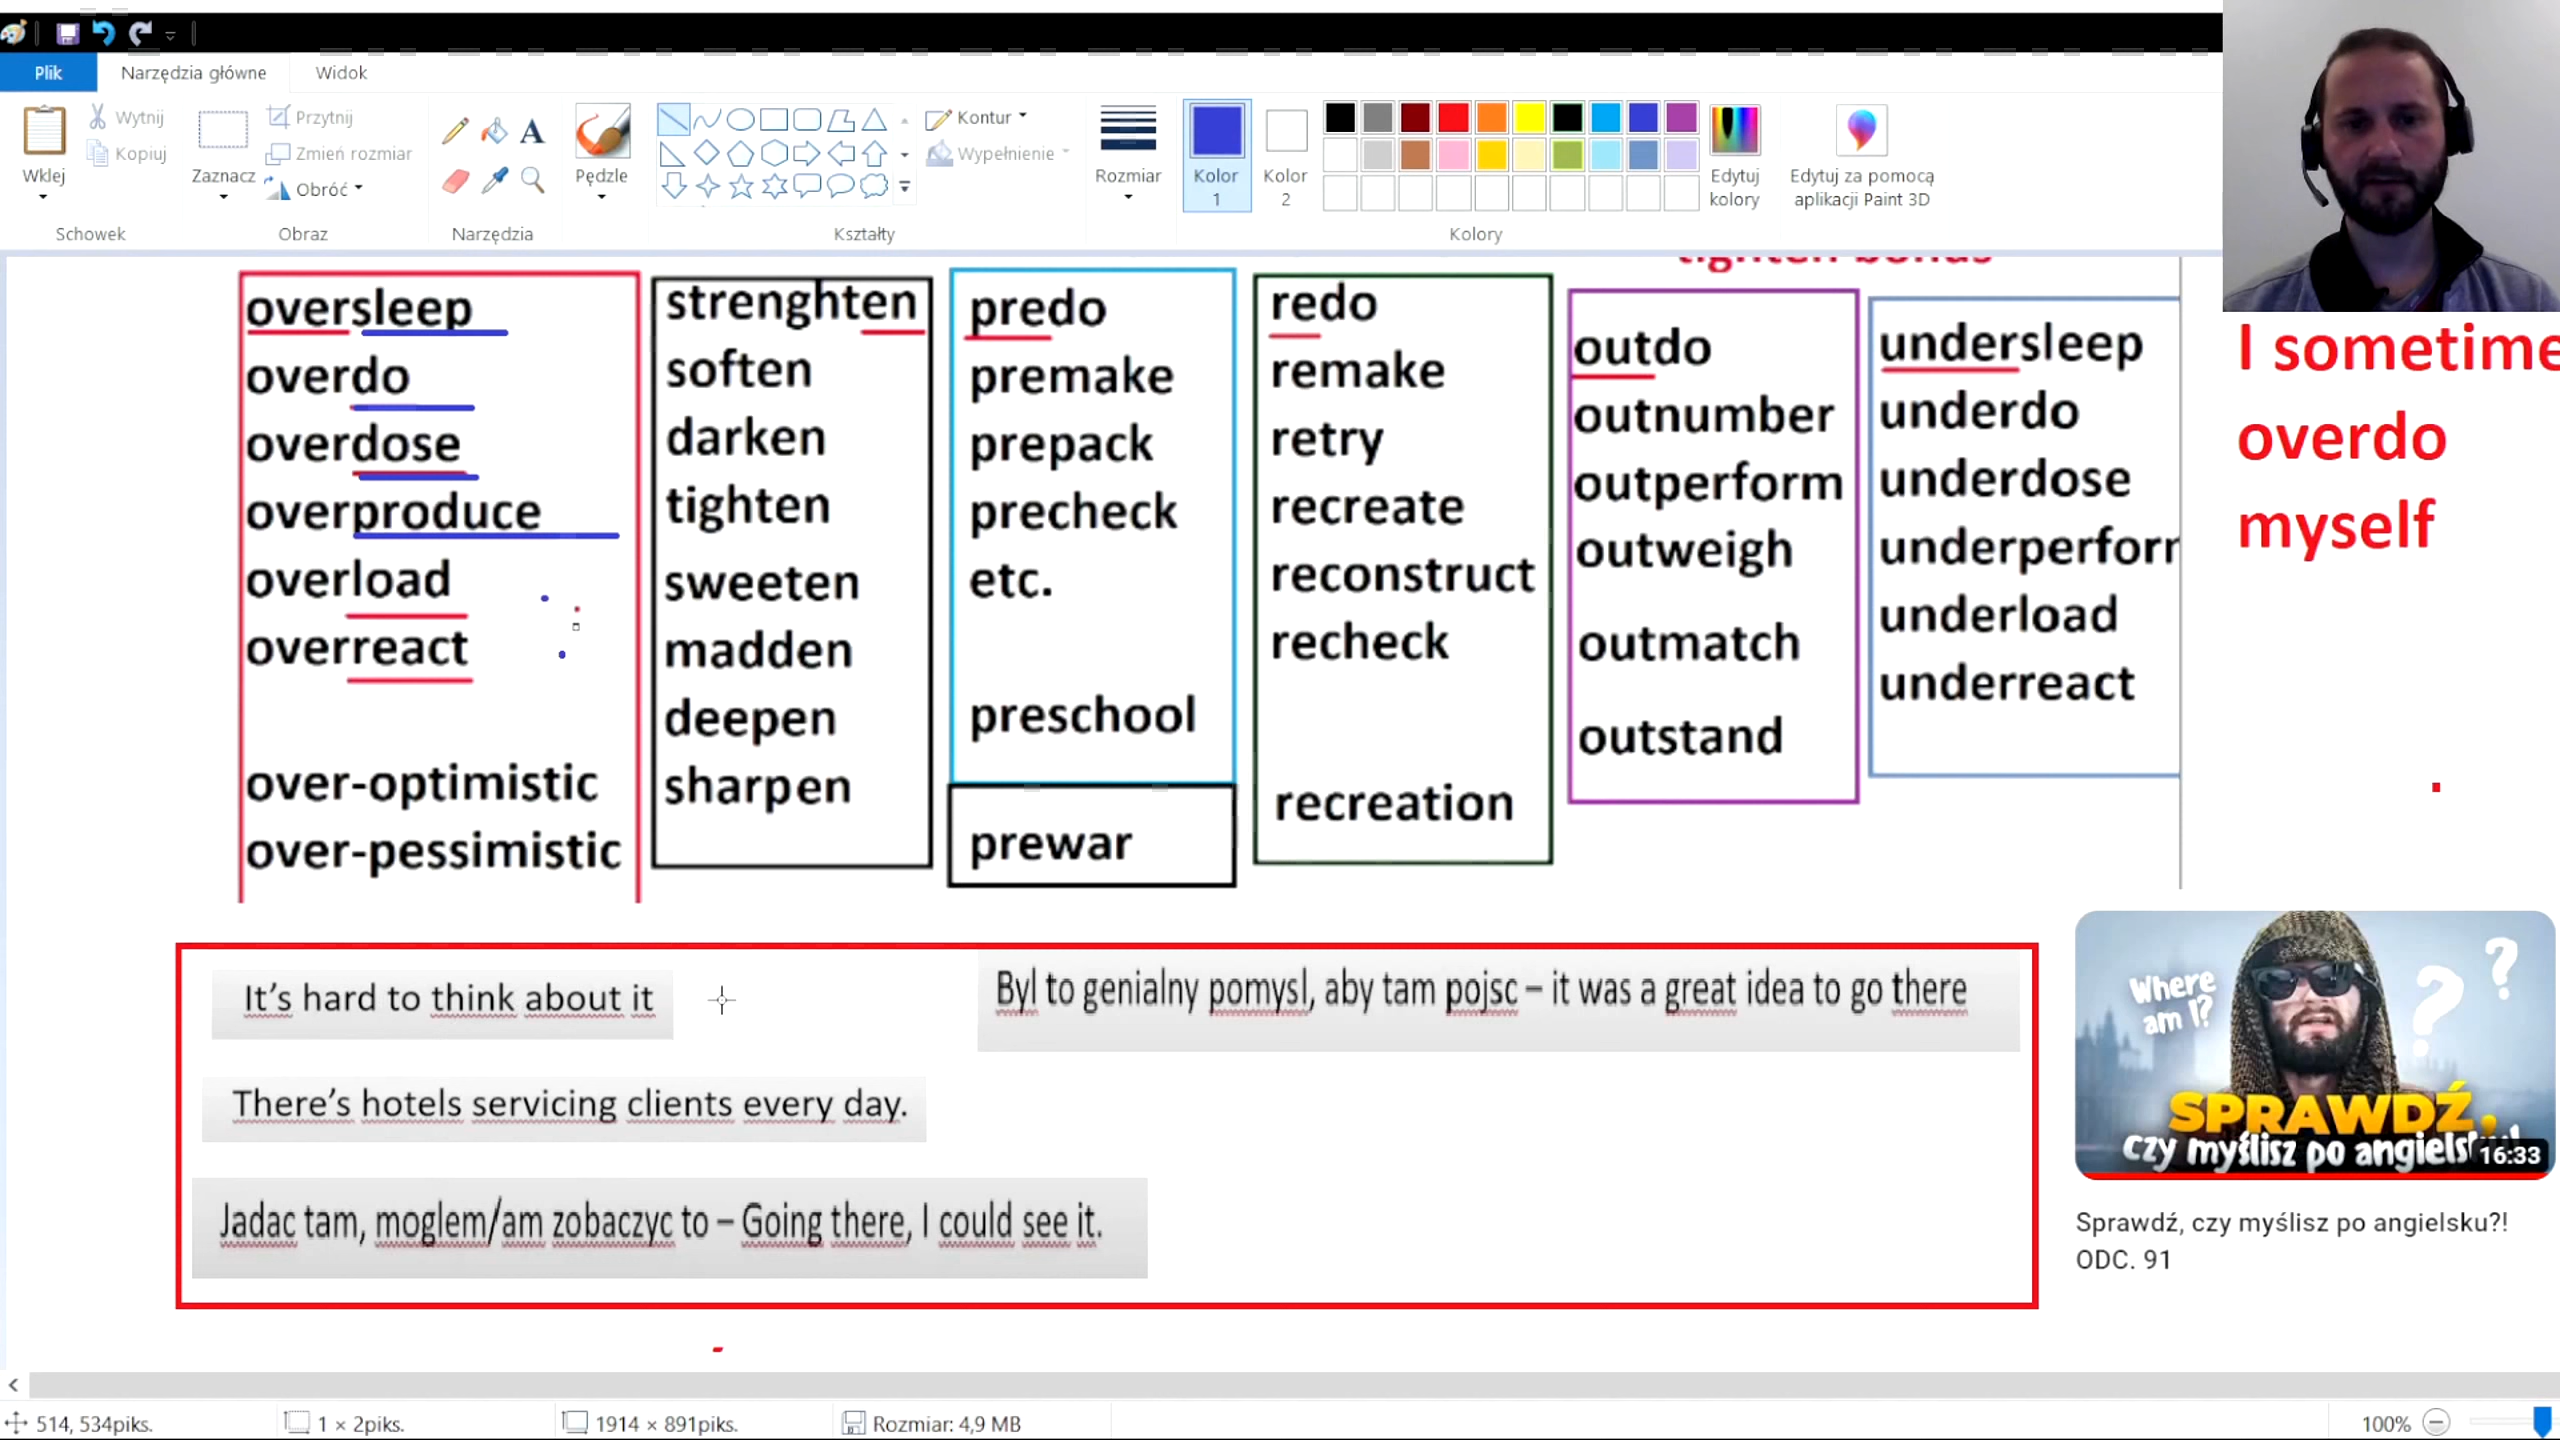 Plik
Narzędzia główne
Widok
Wklej
Wytnij
Kopiuj
Schowek
Zaznacz
Przytnij
Zmień rozmiar
Obróć
Obraz
Narzędzia
Pędzle
Kształty
Kontur
Wypełnienie
Rozmiar
Kolor
1
Kolor
2
Kolory
Edytuj
kolory
Edytuj za pomocą
aplikacji Paint 3D
tighten bonds
oversleep
overdo
overdose
overproduce
overload
overreact
over-optimistic
over-pessimistic
strenghten
soften
darken
tighten
sweeten
madden
deepen
sharpen
predo
premake
prepack
precheck
etc.
preschool
prewar
redo
remake
retry
recreate
reconstruct
recheck
recreation
outdo
outnumber
outperform
outweigh
outmatch
outstand
undersleep
underdo
underdose
underperfor
underload
underreact
I sometime
overdo
myself
It's hard to think about it
Byl to genialny pomysl, aby tam pojsc – it was a great idea to go there
There's hotels servicing clients every day.
Jadac tam, moglem/am zobaczyc to – Going there, I could see it.
Where
am I?
? ?
SPRAWDŹ,
czy myślisz po angiels
16:33
Sprawdź, czy myślisz po angielsku?!
ODC. 91
514, 534piks.
1 × 2piks.
1914 × 891piks.
Rozmiar: 4,9 MB
100%